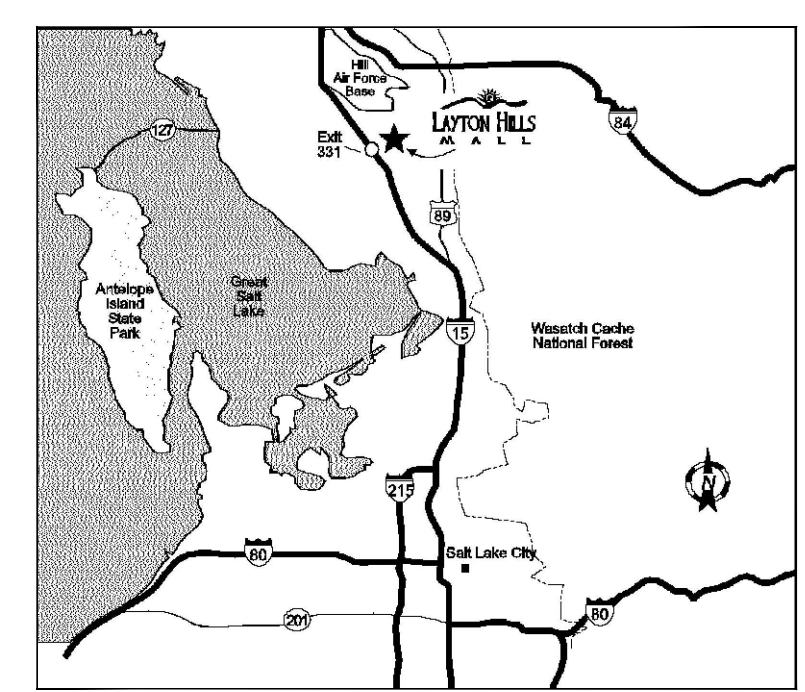 Hill
Air Force
Base
LAYTON HILLS
MALL
84
127
Exit
331
89
Great
Salt
Lake
Antelope
Island
State
Park
15
Wasatch Cache
National Forest
N
215
80
Salt Lake City
80
201